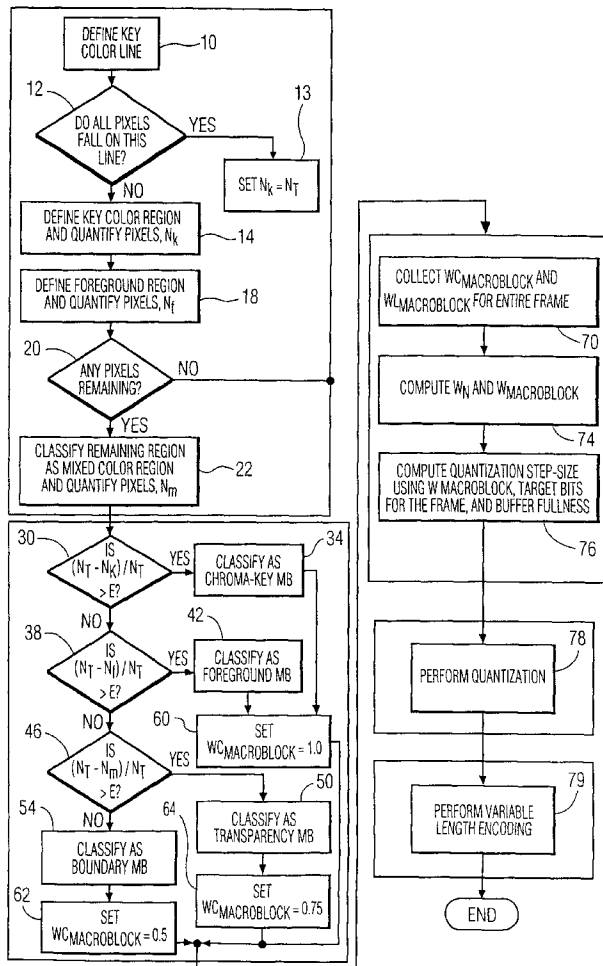 10
DEFINE KEY
COLOR LINE
12
DO ALL PIXELS
FALL ON THIS
LINE?
YES
13
SET Nk = NT
NO
DEFINE KEY COLOR REGION
AND QUANTIFY PIXELS, Nk
14
DEFINE FOREGROUND REGION
AND QUANTIFY PIXELS, Nf
18
20
ANY PIXELS
REMAINING?
NO
YES
CLASSIFY REMAINING REGION
AS MIXED COLOR REGION
AND QUANTIFY PIXELS, Nm
22
30
IS
(NT - NK) / NT
> E?
YES
CLASSIFY AS
CHROMA-KEY MB
34
NO
38
IS
(NT - Nf) / NT
> E?
YES
42
CLASSIFY AS
FOREGROUND MB
NO
60
SET
WCMACROBLOCK = 1.0
46
IS
(NT - Nm) / NT
> E?
YES
50
CLASSIFY AS
TRANSPARENCY MB
NO
54
CLASSIFY AS
BOUNDARY MB
64
SET
WCMACROBLOCK = 0.75
62
SET
WCMACROBLOCK = 0.5
COLLECT WCMACROBLOCK AND
WLMACROBLOCK FOR ENTIRE FRAME
70
COMPUTE WN AND WMACROBLOCK
74
COMPUTE QUANTIZATION STEP-SIZE
USING W MACROBLOCK, TARGET BITS
FOR THE FRAME, AND BUFFER FULLNESS
76
78
PERFORM QUANTIZATION
79
PERFORM VARIABLE
LENGTH ENCODING
END